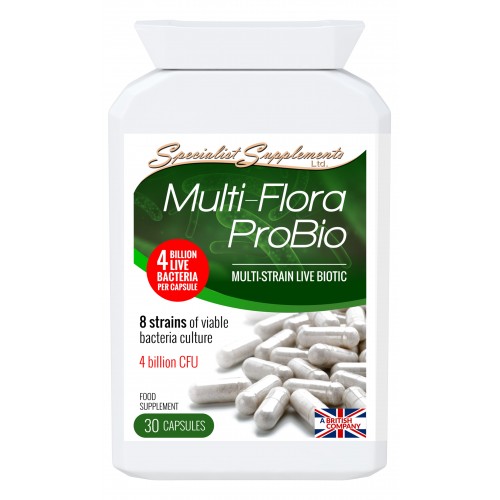 Specialist Supplements
Ltd.
Multi-Flora
ProBio
4 BILLION
LIVE
BACTERIA
PER CAPSULE
MULTI-STRAIN LIVE BIOTIC
8 strains of viable
bacteria culture
4 billion CFU
FOOD
SUPPLEMENT
30 CAPSULES
A BRITISH
COMPANY